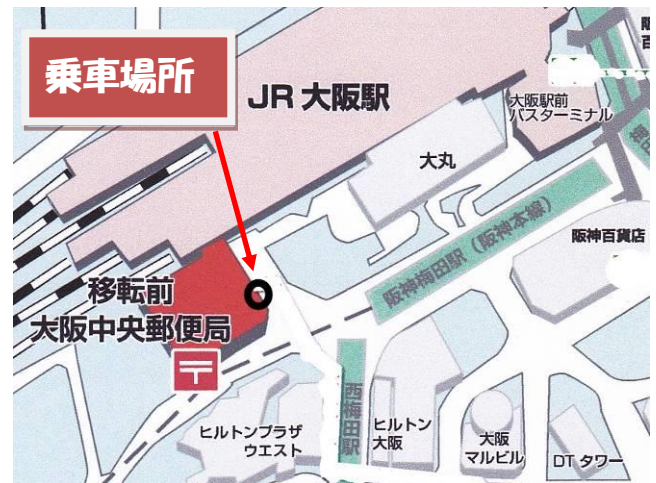 乗車場所
JR 大阪駅
大阪駅前
バスターミナル
大丸
阪神梅田駅（阪神本線）
阪神百貨店
移転前
大阪中央郵便局
〒
西梅田駅
ヒルトンプラザ
ウエスト
ヒルトン
大阪
大阪
マルビル
DT タワー